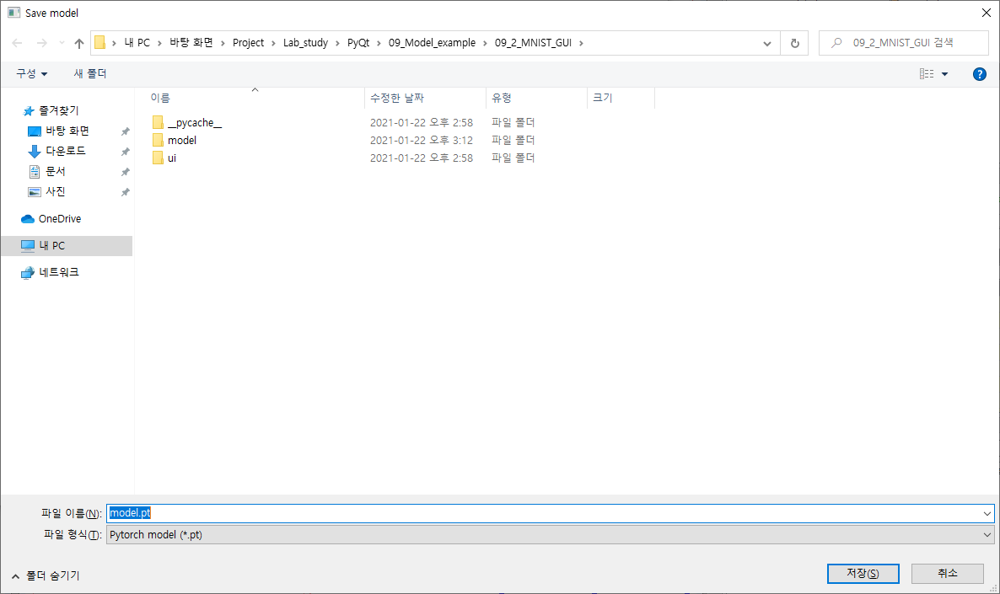 Save model
내 PC › 바탕 화면 › Project › Lab_study › PyQt › 09_Model_example › 09_2_MNIST_GUI ›
09_2_MNIST_GUI 검색
구성 새 폴더
?
이름 수정한 날짜 유형 크기
즐겨찾기
바탕 화면
다운로드
문서
사진
OneDrive
내 PC
네트워크
__pycache__ 2021-01-22 오후 2:58 파일 폴더
model 2021-01-22 오후 3:12 파일 폴더
ui 2021-01-22 오후 2:58 파일 폴더
파일 이름(N): model.pt
파일 형식(T): Pytorch model (*.pt)
폴더 숨기기
저장(S) 취소